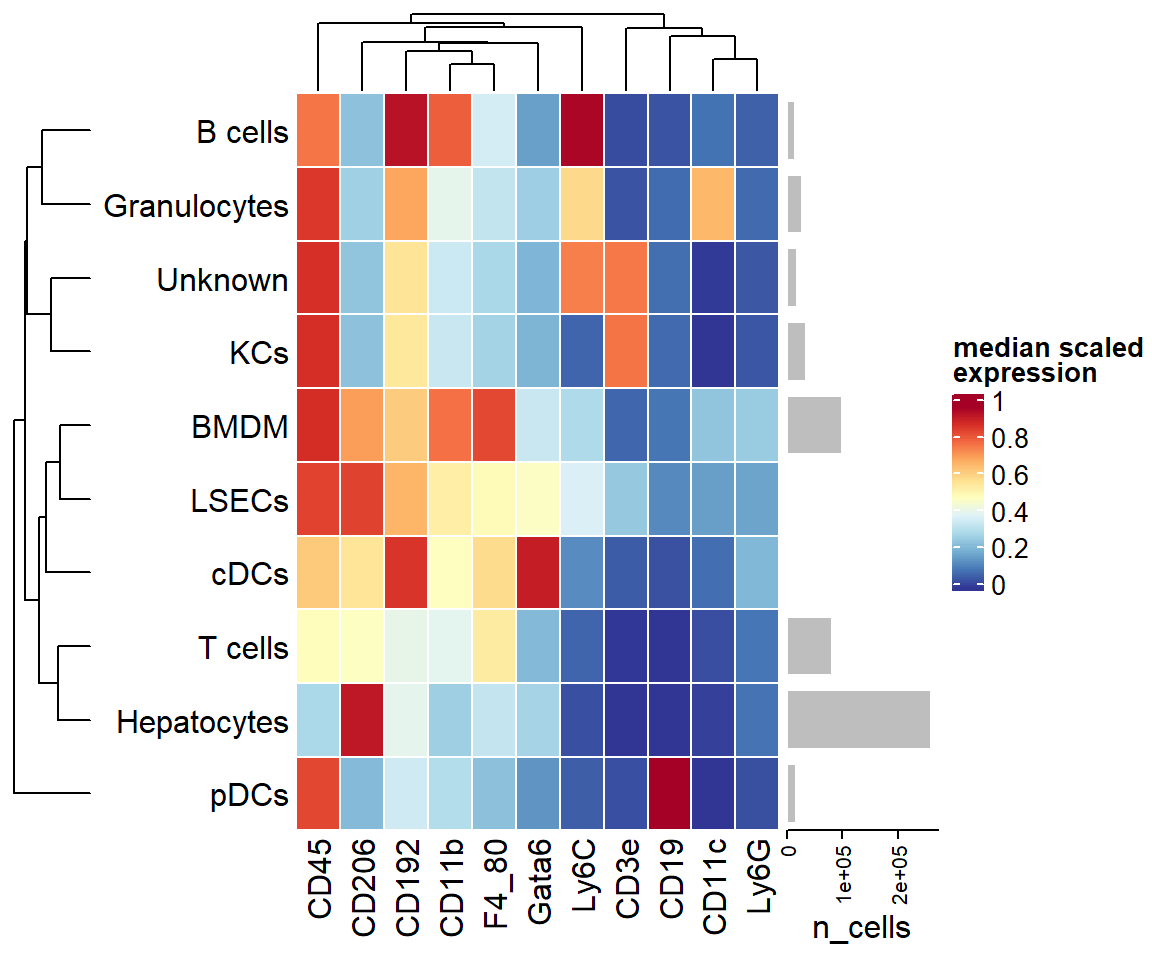 B cells
Granulocytes
Unknown
KCs
BMDM
LSECs
cDCs
T cells
Hepatocytes
pDCs
CD45
CD206
CD192
CD11b
F4_80
Gata6
Ly6C
CD3e
CD19
CD11c
Ly6G
0
1e+05
2e+05
n_cells
median scaled
expression
1
0.8
0.6
0.4
0.2
0